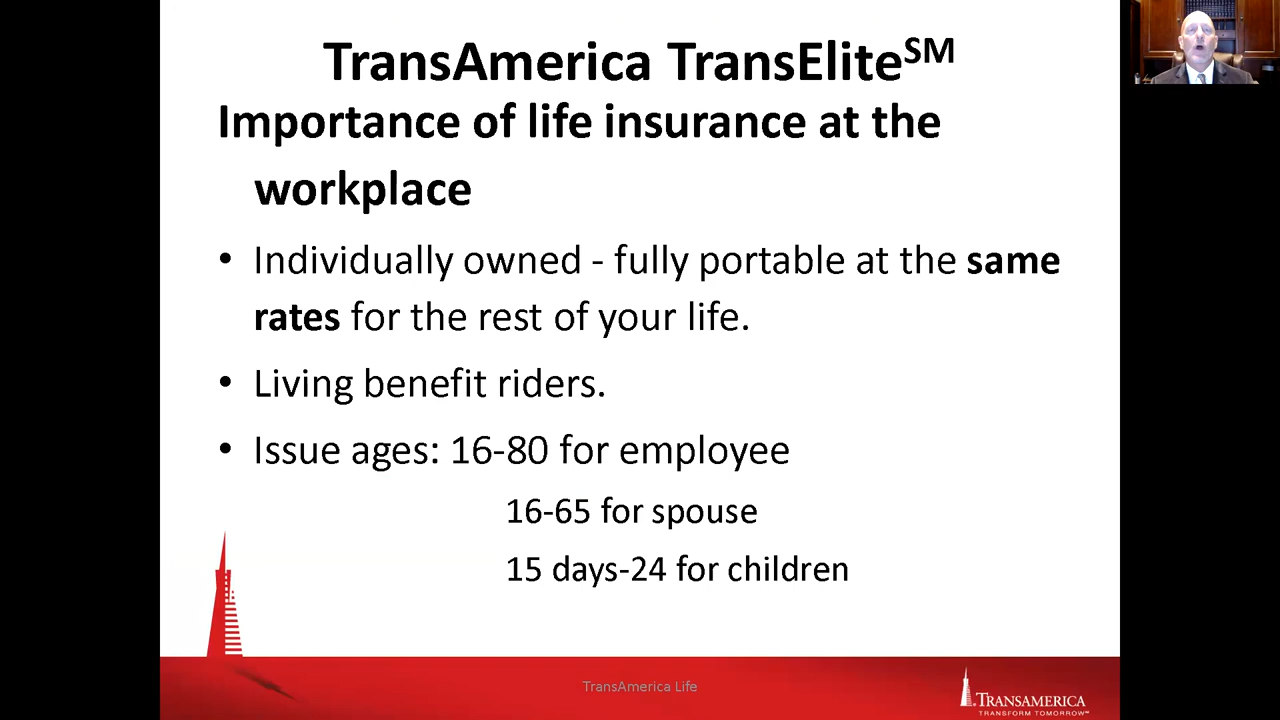 TransAmerica TransEliteSM
Importance of life insurance at the
workplace
• Individually owned - fully portable at the same
rates for the rest of your life.
• Living benefit riders.
• Issue ages: 16-80 for employee
16-65 for spouse
15 days-24 for children
TransAmerica Life
TRANSAMERICA
TRANSFORM TOMORROW℠